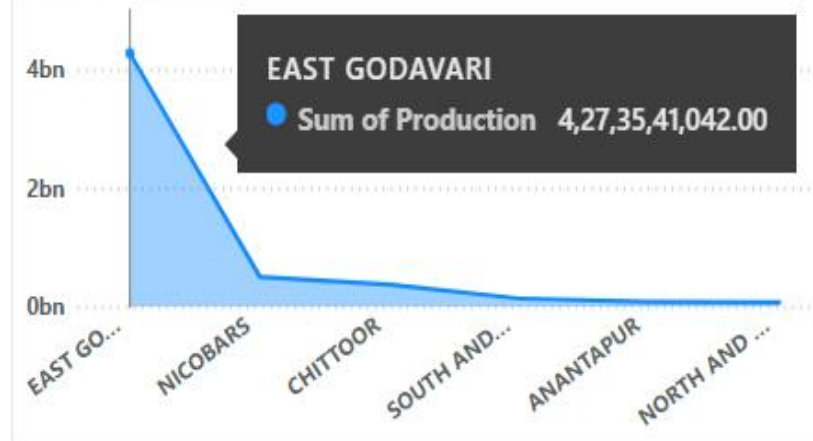 4bn
2bn
0bn
EAST GODAVARI
Sum of Production 4,27,35,41,042.00
EAST GO...
NICOBARS
CHITTOOR
SOUTH AND...
ANANTAPUR
NORTH AND ...